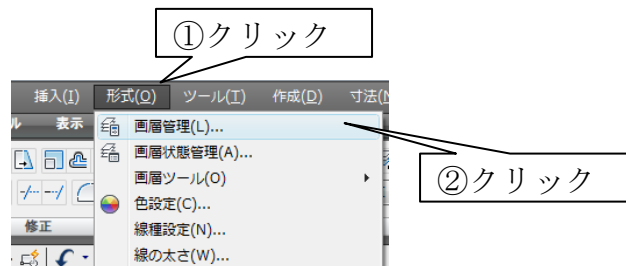 ①クリック
挿入(I) 形式(O) ツール(T) 作成(D) 寸法(N
ル 表示
画層管理(L)...
画層状態管理(A)...
②クリック
画層ツール(O)
色設定(C)...
修正
線種設定(N)...
線の太さ(W)...